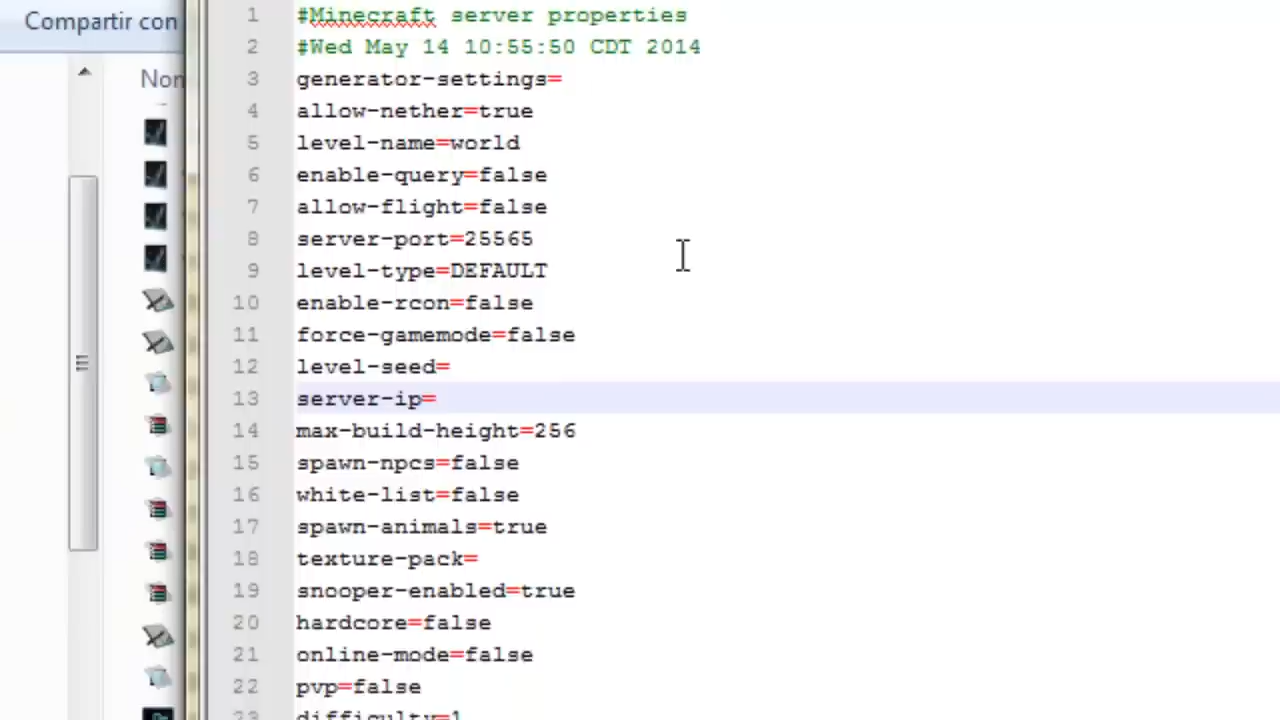 Compartir con
1 #Minecraft server properties
2 #Wed May 14 10:55:50 CDT 2014
Nom
3 generator-settings=
4 allow-nether=true
5 level-name=world
6 enable-query=false
7 allow-flight=false
8 server-port=25565
9 level-type=DEFAULT
10 enable-rcon=false
11 force-gamemode=false
12 level-seed=
13 server-ip=
14 max-build-height=256
15 spawn-npcs=false
16 white-list=false
17 spawn-animals=true
18 texture-pack=
19 snooper-enabled=true
20 hardcore=false
21 online-mode=false
22 pvp=false
23 difficulty=1